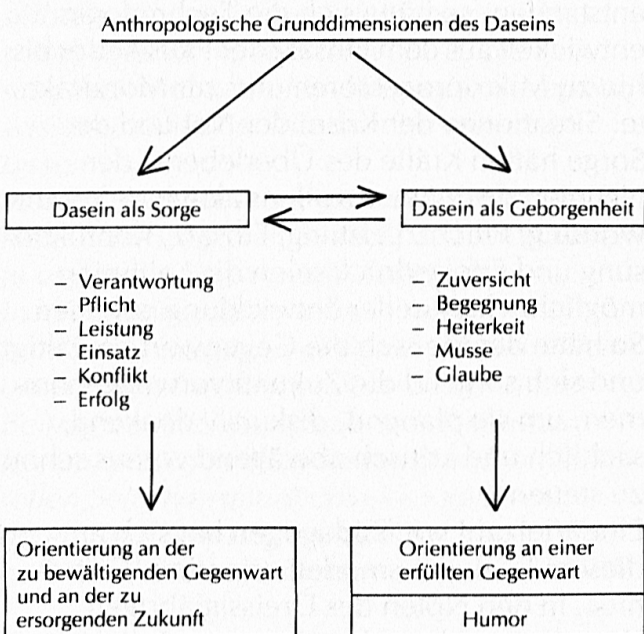 Anthropologische Grunddimensionen des Daseins
Dasein als Sorge
Dasein als Geborgenheit
– Verantwortung
– Pflicht
– Leistung
– Einsatz
– Konflikt
– Erfolg
– Zuversicht
– Begegnung
– Heiterkeit
– Musse
– Glaube
Orientierung an der
zu bewältigenden Gegenwart
und an der zu
ersorgenden Zukunft
Orientierung an einer
erfüllten Gegenwart
Humor